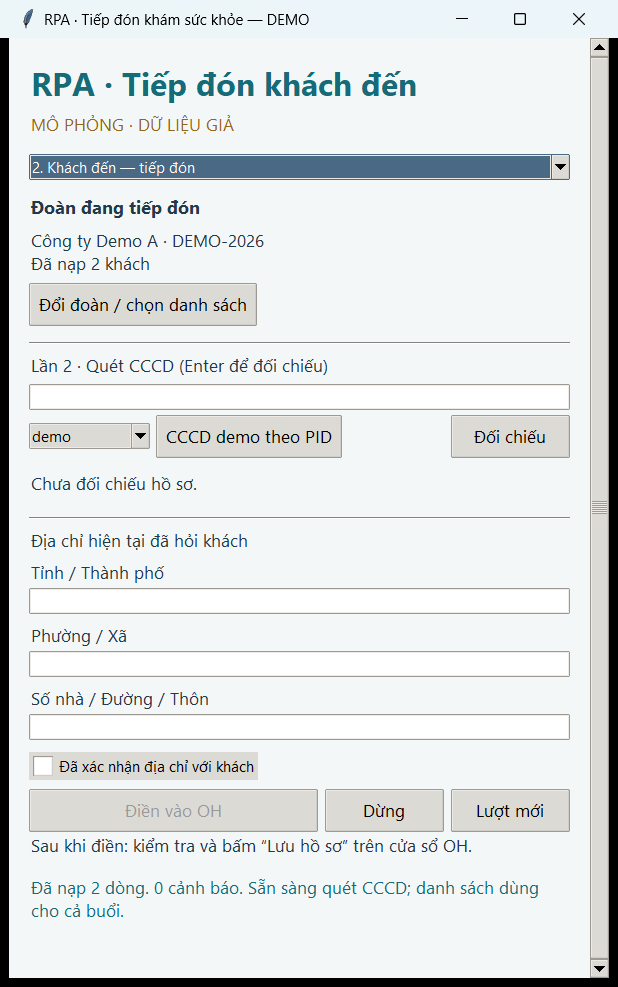 RPA · Tiếp đón khám sức khỏe — DEMO
RPA · Tiếp đón khách đến
MÔ PHỎNG · DỮ LIỆU GIẢ
2. Khách đến — tiếp đón
Đoàn đang tiếp đón
Công ty Demo A · DEMO-2026
Đã nạp 2 khách
Đổi đoàn / chọn danh sách
Lần 2 · Quét CCCD (Enter để đối chiếu)
demo CCCD demo theo PID Đối chiếu
Chưa đối chiếu hồ sơ.
Địa chỉ hiện tại đã hỏi khách
Tỉnh / Thành phố
Phường / Xã
Số nhà / Đường / Thôn
Đã xác nhận địa chỉ với khách
Điền vào OH Dừng Lượt mới
Sau khi điền: kiểm tra và bấm “Lưu hồ sơ” trên cửa sổ OH.
Đã nạp 2 dòng. 0 cảnh báo. Sẵn sàng quét CCCD; danh sách dùng
cho cả buổi.